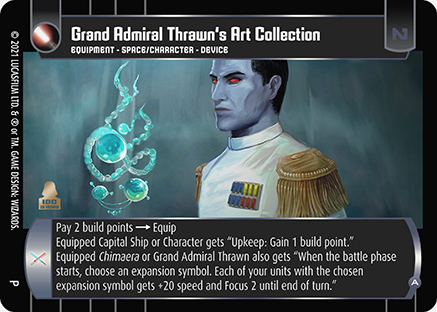 Grand Admiral Thrawn's Art Collection
EQUIPMENT - SPACE/CHARACTER - DEVICE
N
© 2021 LUCASFILM LTD. & ® or TM. GAME DESIGN: WIZARDS.
IDC
Pay 2 build points → Equip
Equipped Capital Ship or Character gets "Upkeep: Gain 1 build point."
Equipped Chimaera or Grand Admiral Thrawn also gets "When the battle phase
starts, choose an expansion symbol. Each of your units with the chosen
expansion symbol gets +20 speed and Focus 2 until end of turn."
P
A